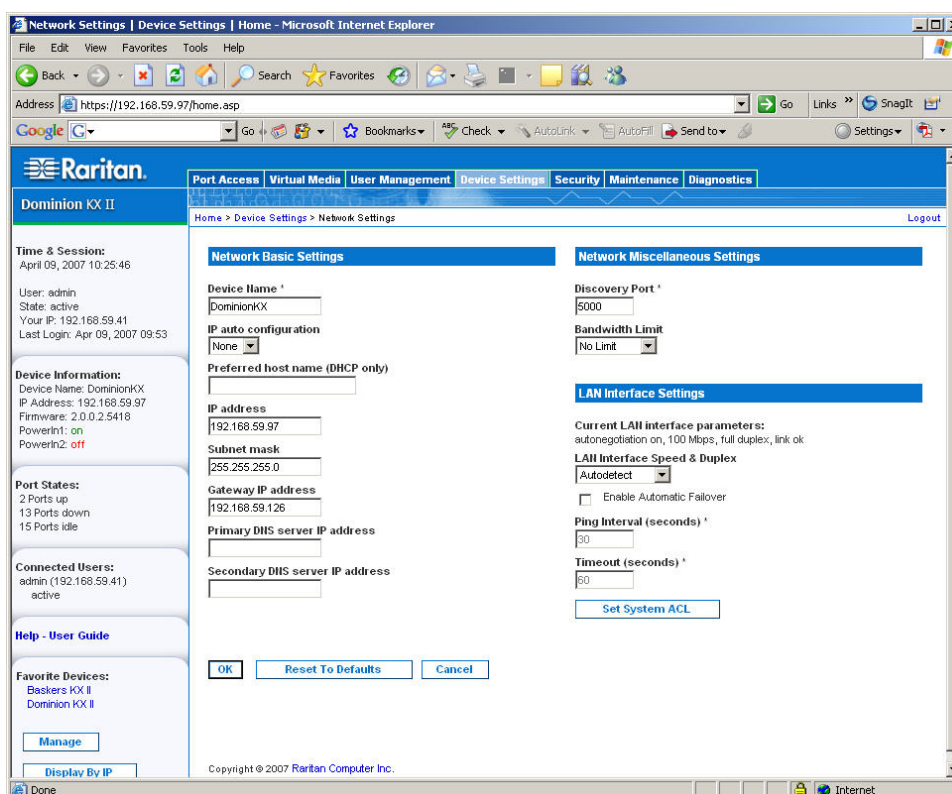 Network Settings | Device Settings | Home - Microsoft Internet Explorer
File Edit View Favorites Tools Help
Back Search Favorites
Address https://192.168.59.97/home.asp Go Links » SnagIt
Google G Go Bookmarks ABC Check AutoLink AutoFill Send to Settings
Raritan.
Dominion KX II
Port Access Virtual Media User Management Device Settings Security Maintenance Diagnostics
Home > Device Settings > Network Settings Logout
Time & Session:
April 09, 2007 10:25:46
User: admin
State: active
Your IP: 192.168.59.41
Last Login: Apr 09, 2007 09:53
Device Information:
Device Name: DominionKX
IP Address: 192.168.59.97
Firmware: 2.0.0.2.5418
PowerIn1: on
PowerIn2: off
Port States:
2 Ports up
13 Ports down
15 Ports idle
Connected Users:
admin (192.168.59.41)
active
Help - User Guide
Favorite Devices:
Baskers KX II
Dominion KX II
Manage
Display By IP
Network Basic Settings
Device Name *
DominionKX
IP auto configuration
None
Preferred host name (DHCP only)
IP address
192.168.59.97
Subnet mask
255.255.255.0
Gateway IP address
192.168.59.126
Primary DNS server IP address
Secondary DNS server IP address
OK Reset To Defaults Cancel
Network Miscellaneous Settings
Discovery Port *
5000
Bandwidth Limit
No Limit
LAN Interface Settings
Current LAN interface parameters:
autonegotiation on, 100 Mbps, full duplex, link ok
LAN Interface Speed & Duplex
Autodetect
Enable Automatic Failover
Ping Interval (seconds) *
30
Timeout (seconds) *
60
Set System ACL
Copyright © 2007 Raritan Computer Inc.
Done Internet